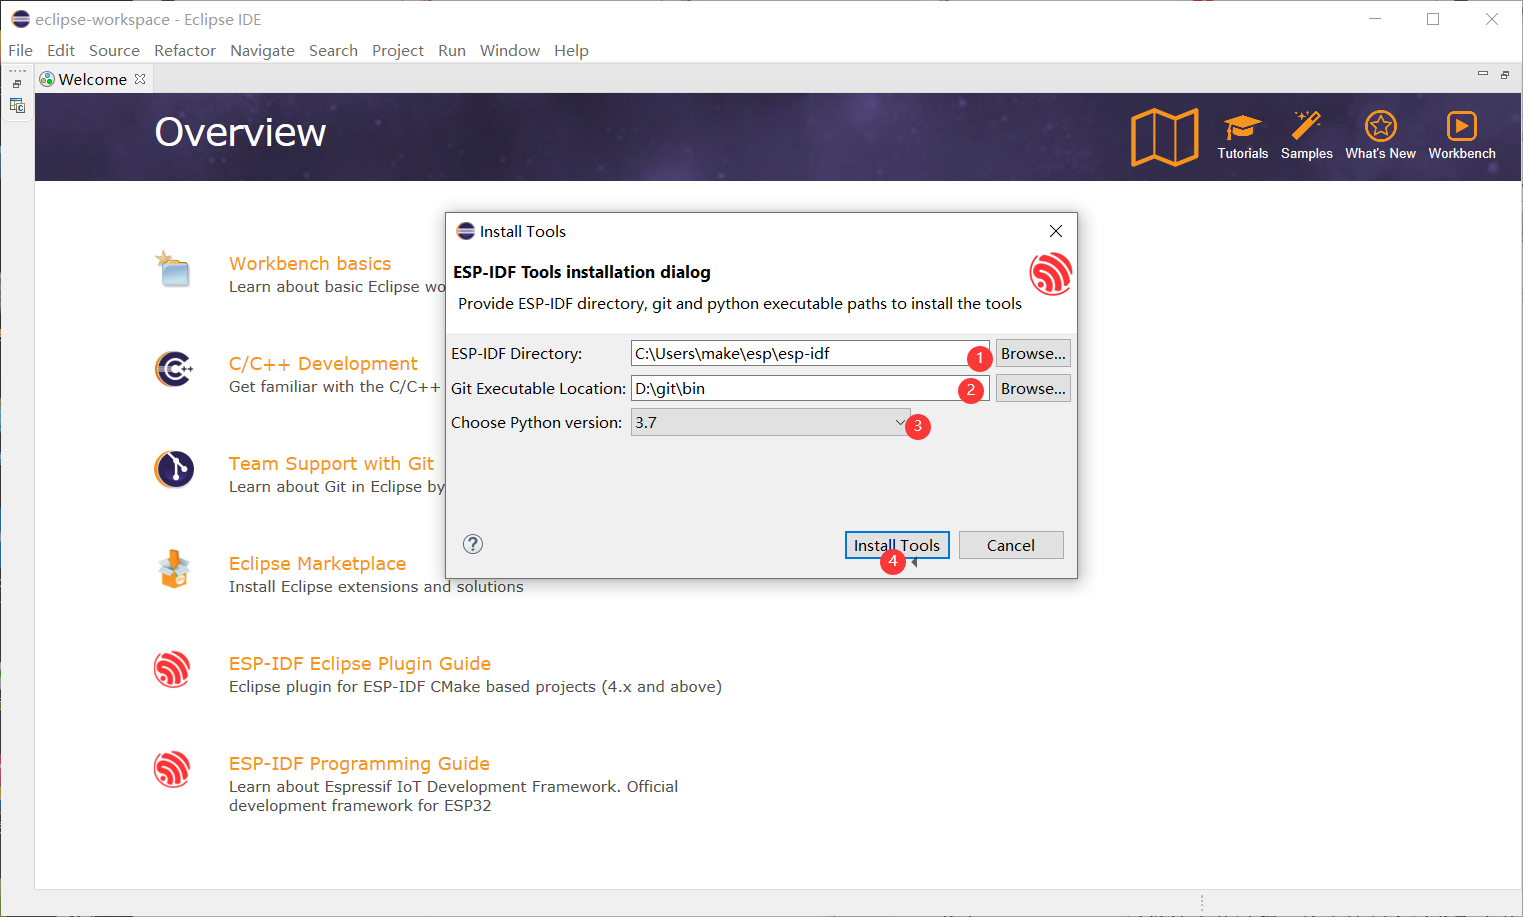 eclipse-workspace - Eclipse IDE
File Edit Source Refactor Navigate Search Project Run Window Help
Welcome
Overview
Tutorials Samples What's New Workbench
Install Tools
ESP-IDF Tools installation dialog
Provide ESP-IDF directory, git and python executable paths to install the tools
ESP-IDF Directory: C:\Users\make\esp\esp-idf 1 Browse...
Git Executable Location: D:\git\bin 2 Browse...
Choose Python version: 3.7 3
? Install Tools Cancel
4
Workbench basics
Learn about basic Eclipse wo
C/C++ Development
Get familiar with the C/C++
Team Support with Git
Learn about Git in Eclipse by
Eclipse Marketplace
Install Eclipse extensions and solutions
ESP-IDF Eclipse Plugin Guide
Eclipse plugin for ESP-IDF CMake based projects (4.x and above)
ESP-IDF Programming Guide
Learn about Espressif IoT Development Framework. Official
development framework for ESP32